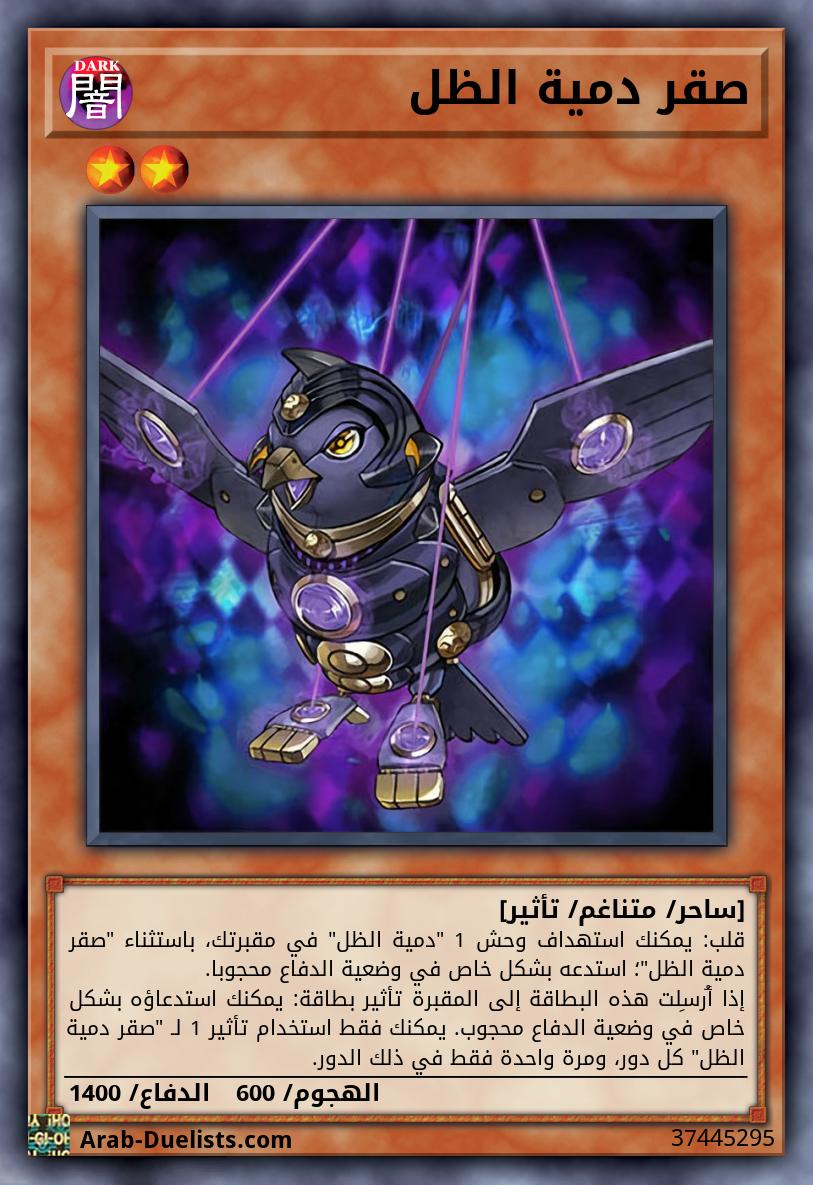 صقر دمية الظل
DARK
闇
[ساحر/ متناغم/ تأثير]
قلب: يمكنك استهداف وحش 1 "دمية الظل" في مقبرتك، باستثناء "صقر
دمية الظل"؛ استدعه بشكل خاص في وضعية الدفاع محجوبا.
إذا أُرسلِت هذه البطاقة إلى المقبرة تأثير بطاقة: يمكنك استدعاؤه بشكل
خاص في وضعية الدفاع محجوب. يمكنك فقط استخدام تأثير 1 لـ "صقر دمية
الظل" كل دور، ومرة واحدة فقط في ذلك الدور.
الهجوم/ 600 الدفاع/ 1400
Arab-Duelists.com
37445295